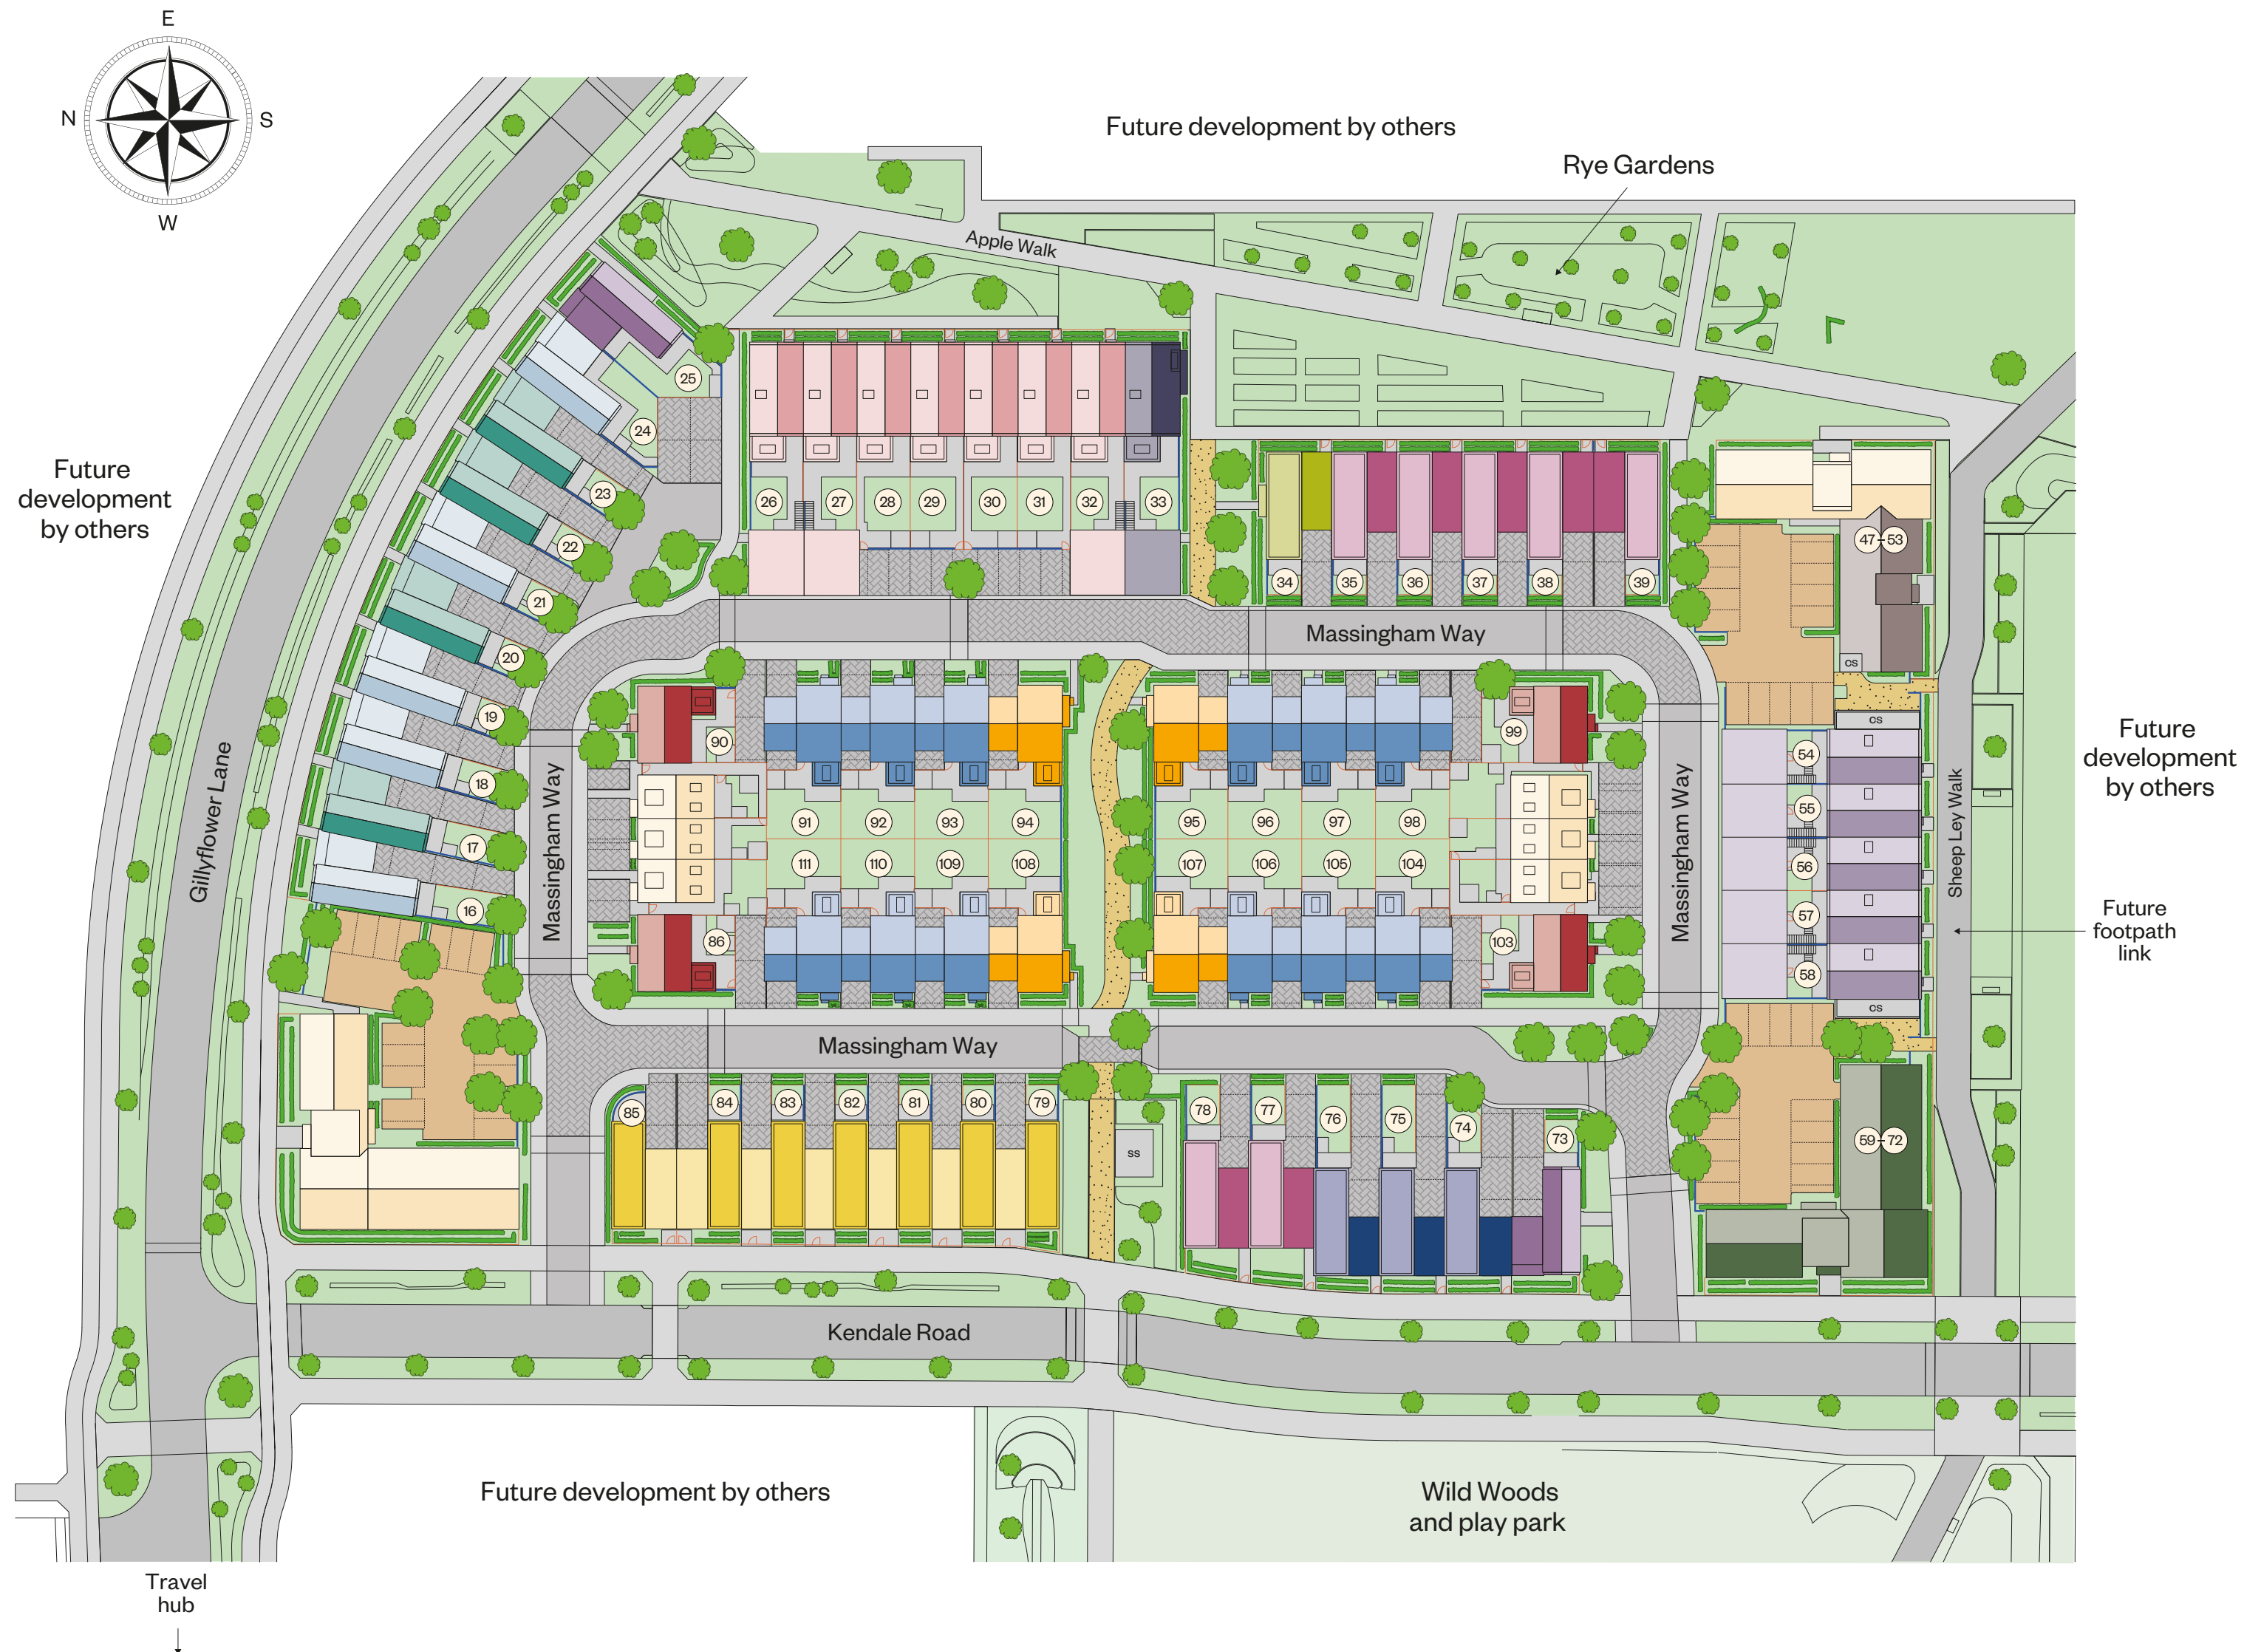 E
N
S
W
Future development by others
Rye Gardens
Apple Walk
Future
development
by others
25
24
23
22
21
20
19
18
17
16
26
27
28
29
30
31
32
33
34
35
36
37
38
39
47
53
cs
Massingham Way
Gillyflower Lane
Massingham Way
90
99
91
92
93
94
95
96
97
98
111
110
109
108
107
106
105
104
86
103
Massingham Way
cs
54
55
56
57
58
cs
Sheep Ley Walk
Future
development
by others
Future
footpath
link
Massingham Way
85
84
83
82
81
80
79
ss
78
77
76
75
74
73
59
72
Kendale Road
Future development by others
Wild Woods
and play park
Travel
hub